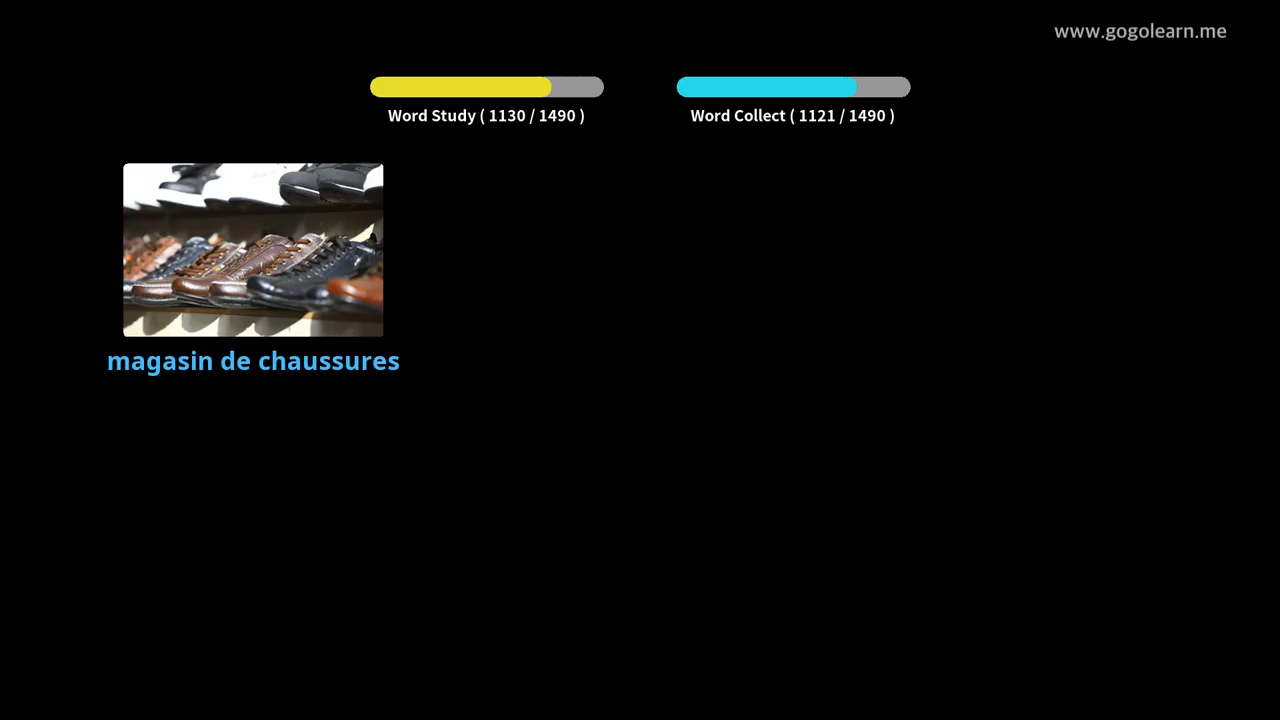 www.gogolearn.me
Word Study ( 1130 / 1490 )
Word Collect ( 1121 / 1490 )
magasin de chaussures